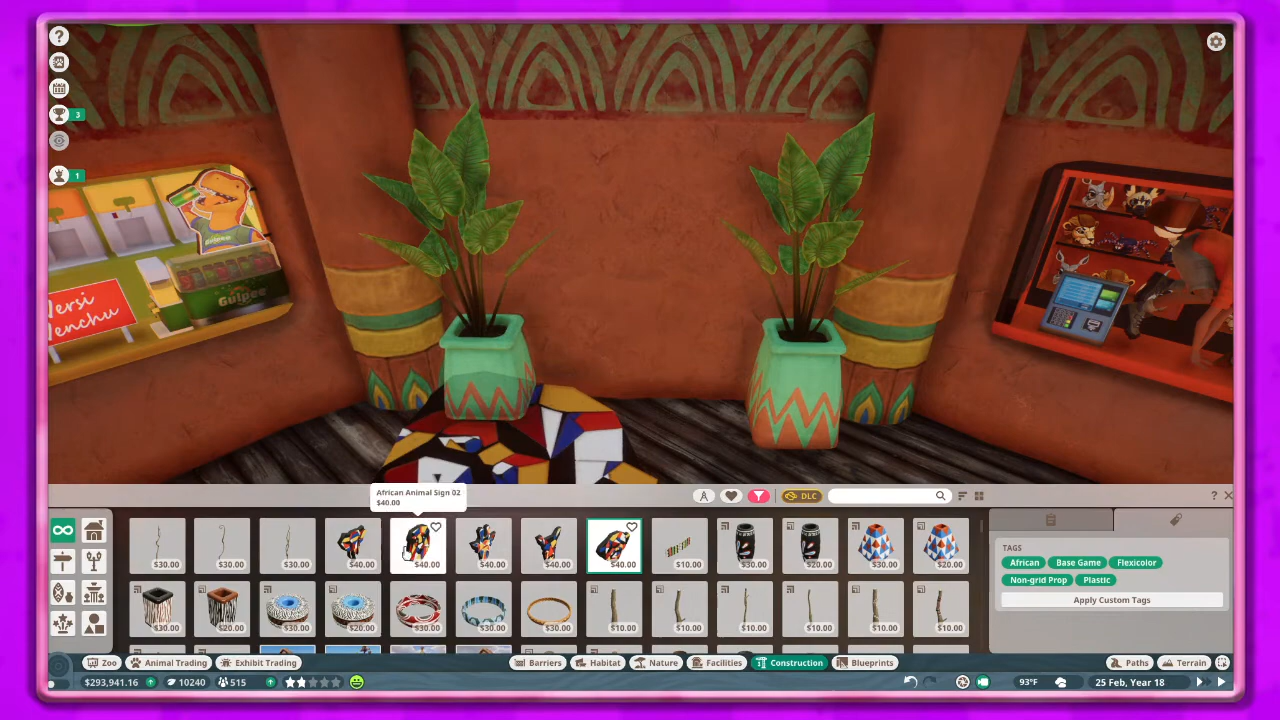 ?
3
1
Gulpee
Gulpee
ersi
enchu
African Animal Sign 02
$40.00
DLC
?
$30.00
$30.00
$30.00
$40.00
$40.00
$40.00
$40.00
$40.00
$10.00
$30.00
$20.00
$30.00
$20.00
TAGS
African
Base Game
Flexicolor
Non-grid Prop
Plastic
Apply Custom Tags
$30.00
$20.00
$30.00
$20.00
$30.00
$30.00
$30.00
$10.00
$10.00
$10.00
$10.00
$10.00
$10.00
Zoo
Animal Trading
Exhibit Trading
Barriers
Habitat
Nature
Facilities
Construction
Blueprints
Paths
Terrain
$293,941.16
10240
515
93°F
25 Feb, Year 18